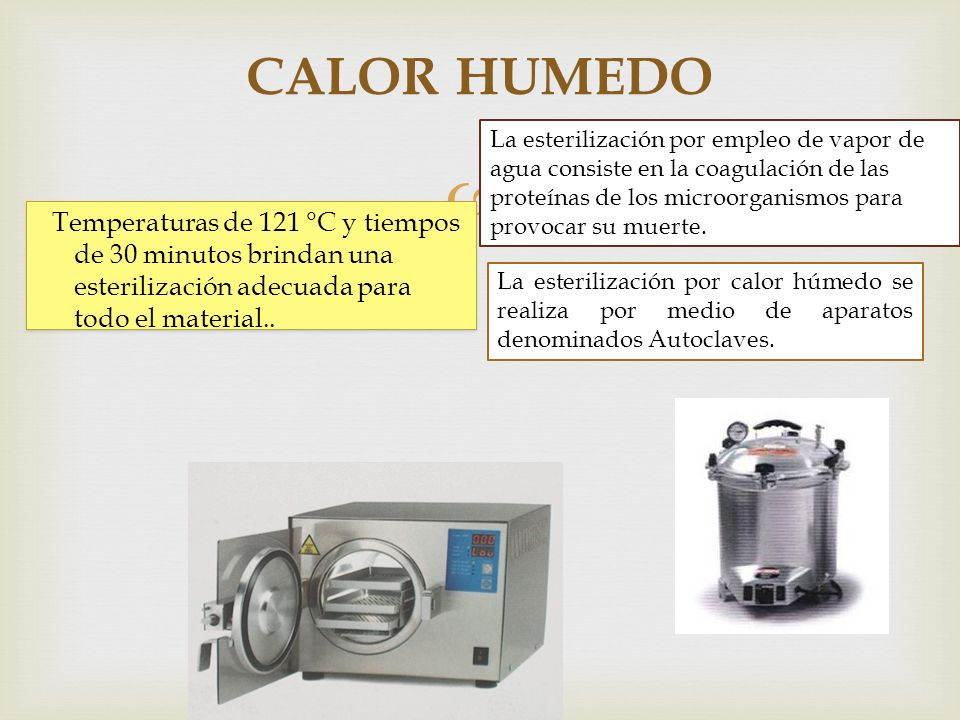 CALOR HUMEDO
La esterilización por empleo de vapor de
agua consiste en la coagulación de las
proteínas de los microorganismos para
provocar su muerte.
Temperaturas de 121 °C y tiempos
de 30 minutos brindan una
esterilización adecuada para
todo el material..
La esterilización por calor húmedo se
realiza por medio de aparatos
denominados Autoclaves.